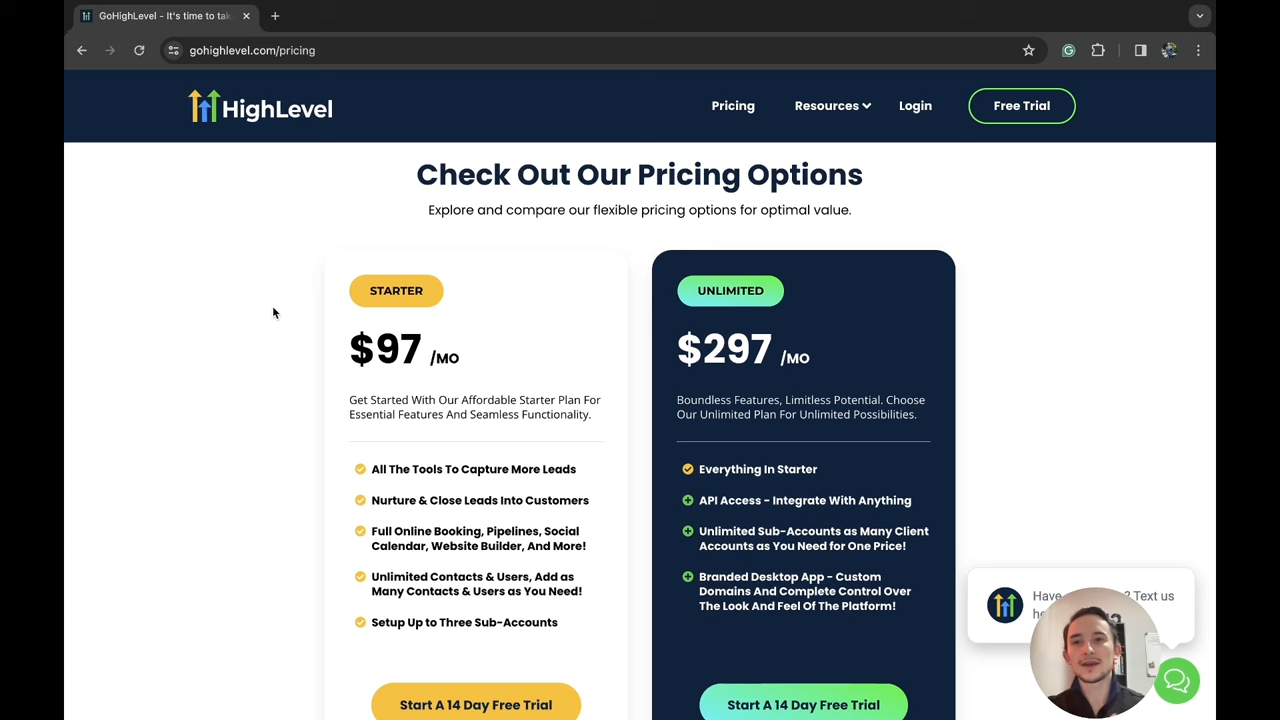 GoHighLevel - It's time to tak
gohighlevel.com/pricing
HighLevel
Pricing
Resources
Login
Free Trial
Check Out Our Pricing Options
Explore and compare our flexible pricing options for optimal value.
STARTER
$97 /MO
Get Started With Our Affordable Starter Plan For
Essential Features And Seamless Functionality.
All The Tools To Capture More Leads
Nurture & Close Leads Into Customers
Full Online Booking, Pipelines, Social
Calendar, Website Builder, And More!
Unlimited Contacts & Users, Add as
Many Contacts & Users as You Need!
Setup Up to Three Sub-Accounts
Start A 14 Day Free Trial
UNLIMITED
$297 /MO
Boundless Features, Limitless Potential. Choose
Our Unlimited Plan For Unlimited Possibilities.
Everything In Starter
API Access - Integrate With Anything
Unlimited Sub-Accounts as Many Client
Accounts as You Need for One Price!
Branded Desktop App - Custom
Domains And Complete Control Over
The Look And Feel Of The Platform!
Start A 14 Day Free Trial
Have ? Text us